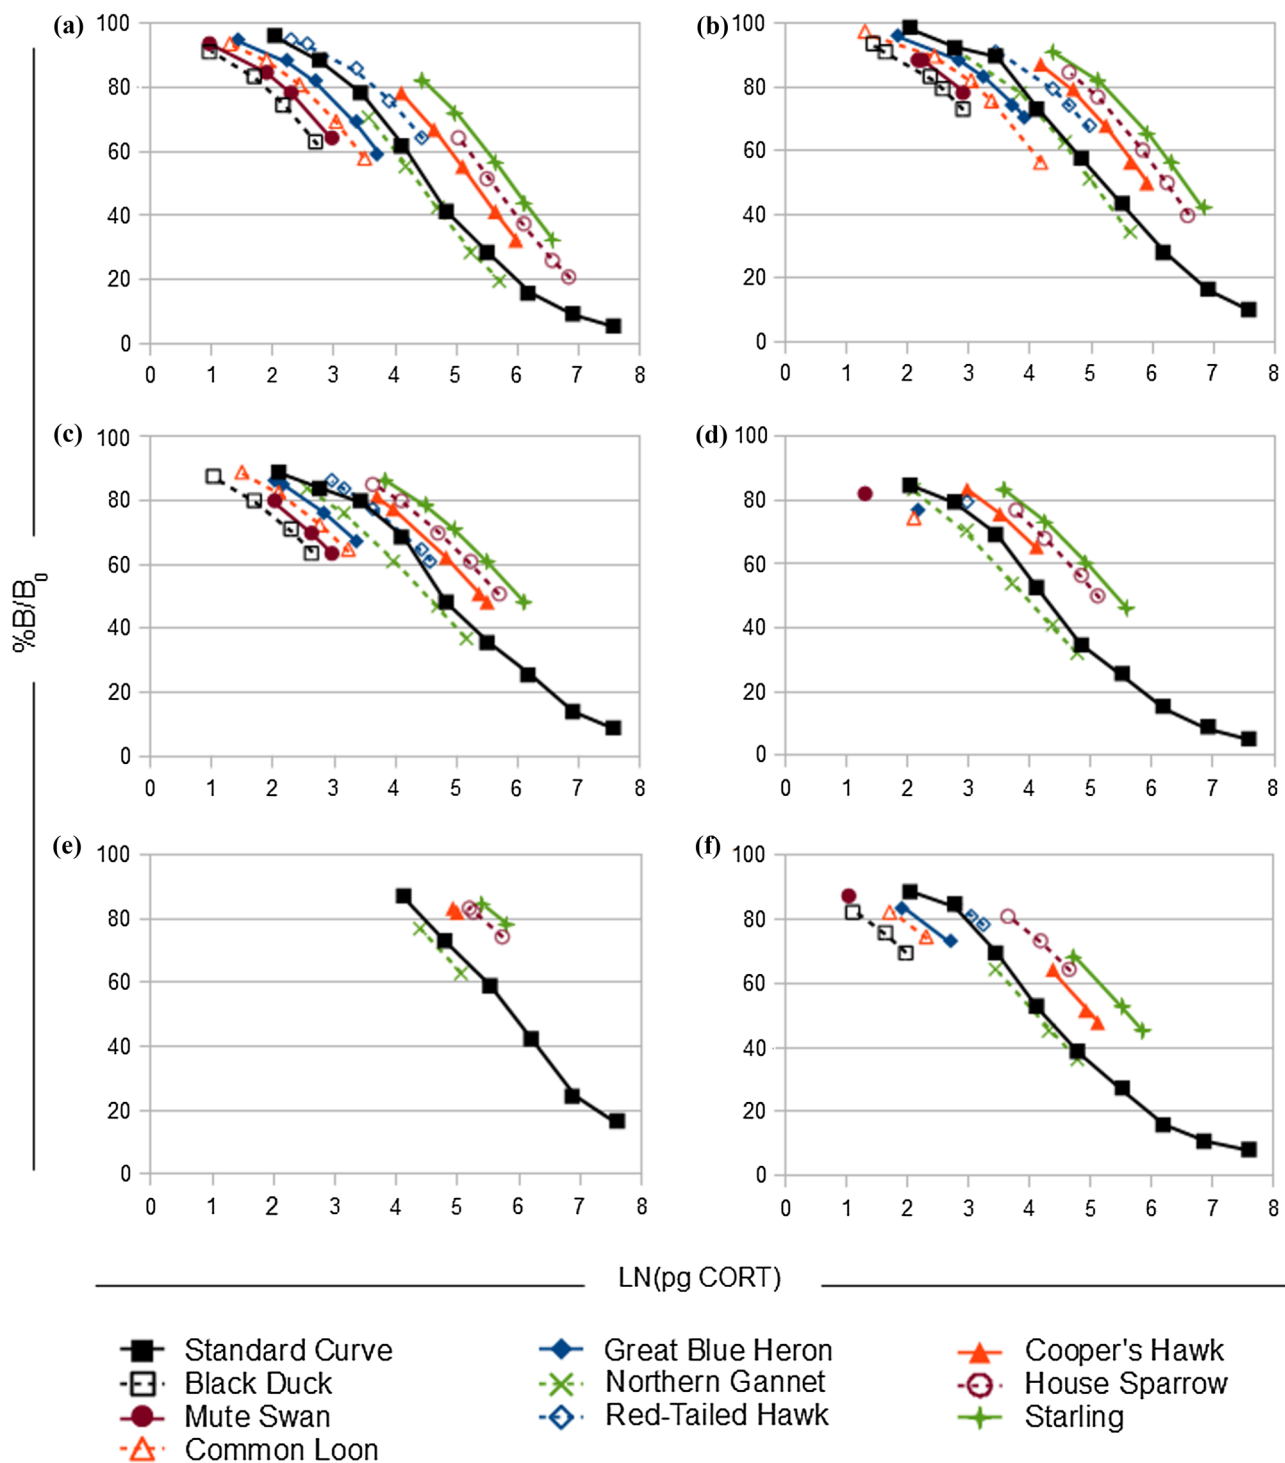 (a)
100
80
60
40
20
0
0 1 2 3 4 5 6 7 8
(b)
100
80
60
40
20
0
0 1 2 3 4 5 6 7 8
(c)
100
80
60
40
20
0
0 1 2 3 4 5 6 7 8
(d)
100
80
60
40
20
0
0 1 2 3 4 5 6 7 8
(e)
100
80
60
40
20
0
0 1 2 3 4 5 6 7 8
(f)
100
80
60
40
20
0
0 1 2 3 4 5 6 7 8
%B/B0
LN(pg CORT)
Standard Curve
Black Duck
Mute Swan
Common Loon
Great Blue Heron
Northern Gannet
Red-Tailed Hawk
Cooper's Hawk
House Sparrow
Starling